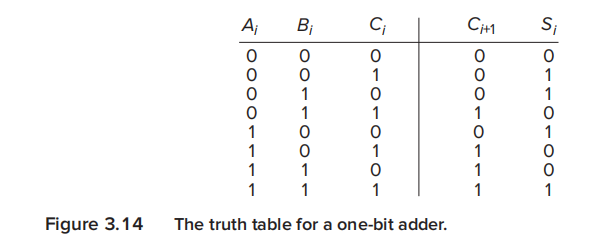 Ai Bi Ci Ci+1 Si
0 0 0 0 0
0 0 1 0 1
0 1 0 0 1
0 1 1 1 0
1 0 0 0 1
1 0 1 1 0
1 1 0 1 0
1 1 1 1 1
Figure 3.14 The truth table for a one-bit adder.